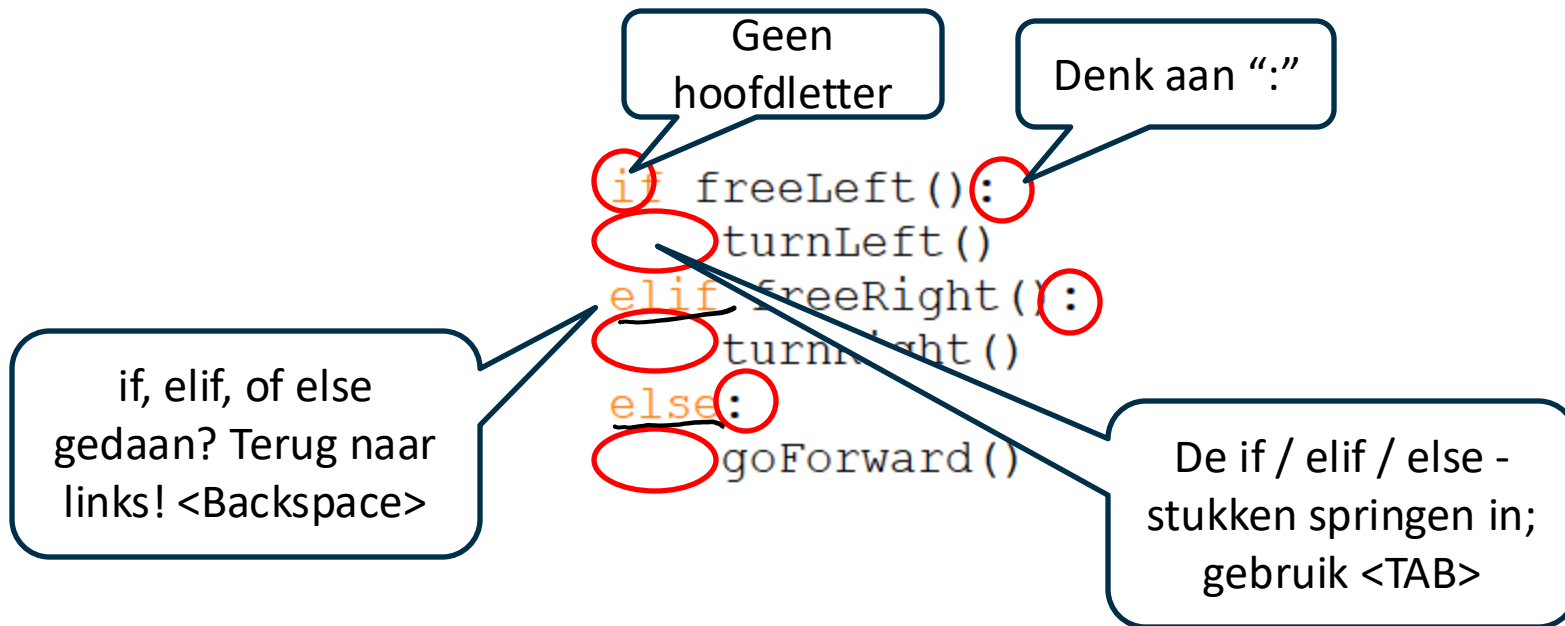 Geen
hoofdletter
Denk aan “:”
if freeLeft():
turnLeft()
elif freeRight():
turnRight()
else:
goForward()
if, elif, of else
gedaan? Terug naar
links! <Backspace>
De if / elif / else -
stukken springen in;
gebruik <TAB>